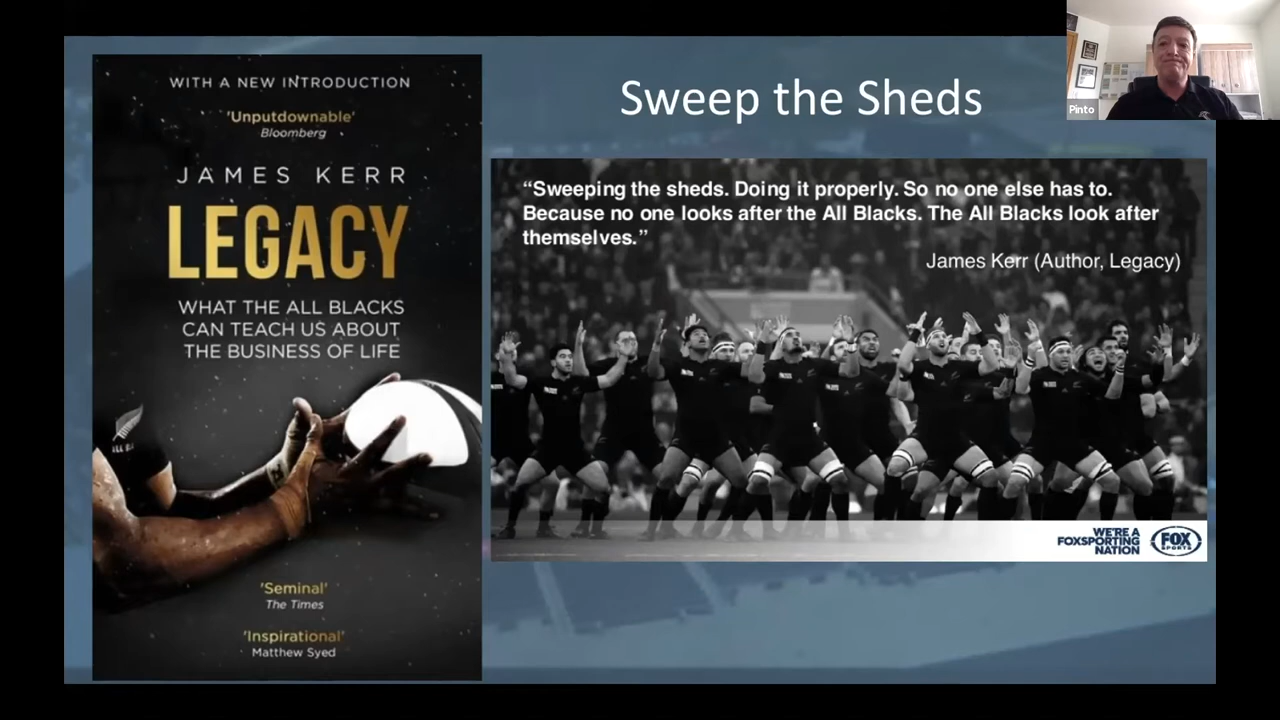 WITH A NEW INTRODUCTION
'Unputdownable'
Bloomberg
JAMES KERR
LEGACY
WHAT THE ALL BLACKS
CAN TEACH US ABOUT
THE BUSINESS OF LIFE
'Seminal'
The Times
'Inspirational'
Matthew Syed
Sweep the Sheds
“Sweeping the sheds. Doing it properly. So no one else has to.
Because no one looks after the All Blacks. The All Blacks look after
themselves.”
James Kerr (Author, Legacy)
WE'RE A
FOXSPORTING
NATION
FOX
SPORTS
Pinto